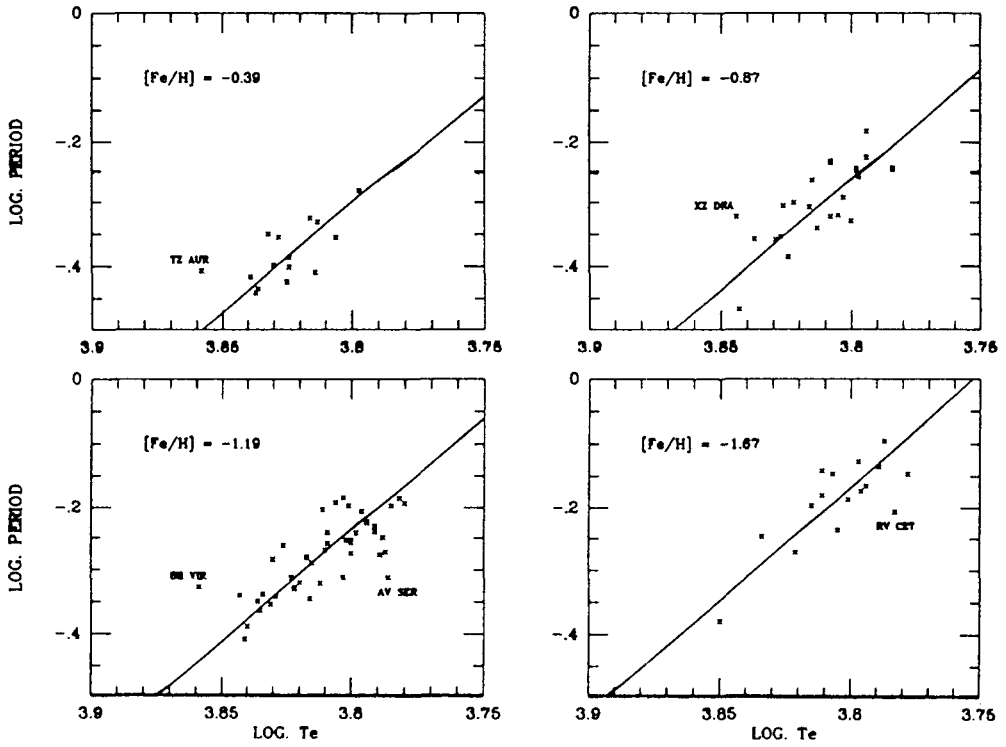 0
0
[Fe/H] = -0.39
[Fe/H] = -0.87
LOG. PERIOD
-.2
-.2
XZ DRA
TZ AUR
-.4
-.4
3.9
3.85
3.8
3.75
3.9
3.85
3.8
3.75
0
0
[Fe/H] = -1.19
[Fe/H] = -1.67
LOG. PERIOD
-.2
-.2
RV CET
BB VIR
AV SER
-.4
-.4
3.9
3.85
3.8
3.75
3.9
3.85
3.8
3.75
LOG. Te
LOG. Te